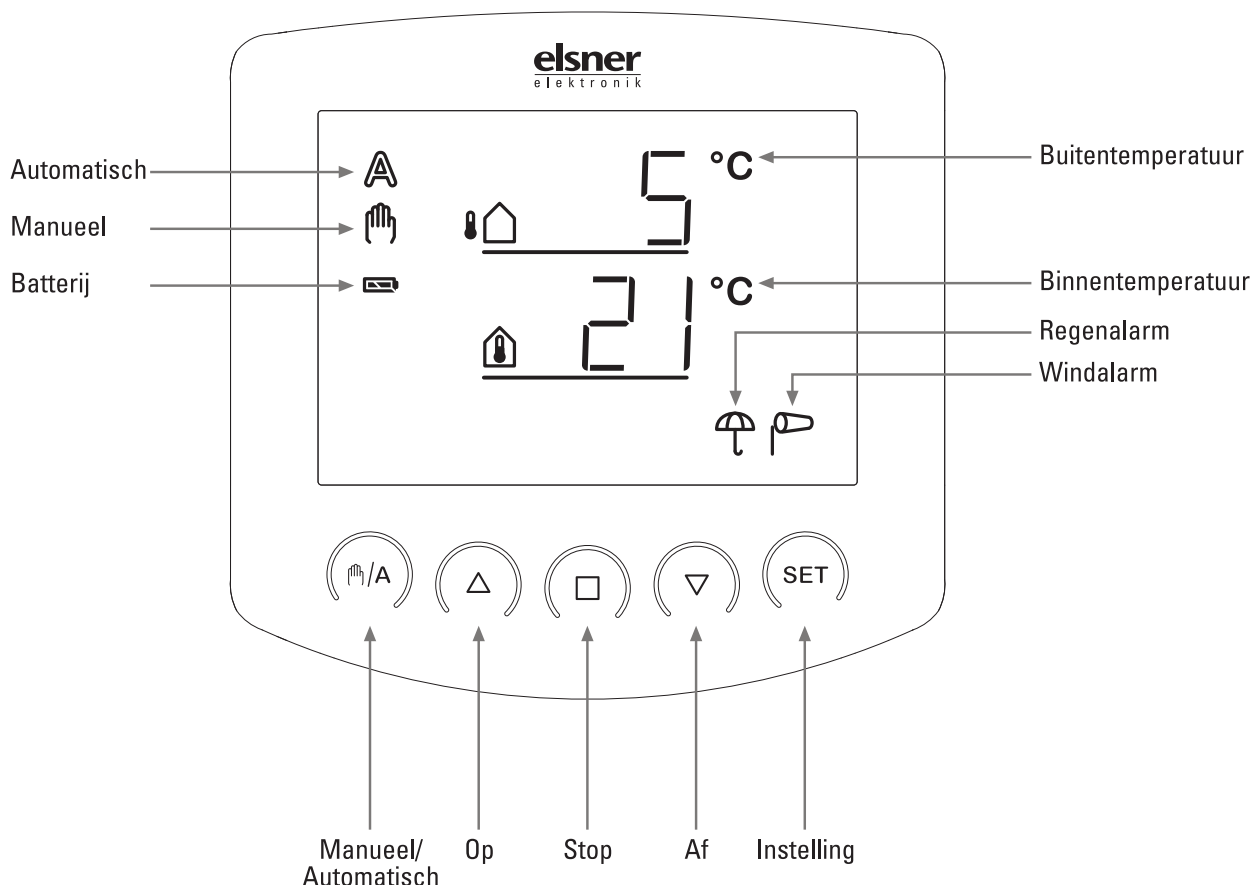 elsner
elektronik
Automatisch
A
5 °C
Buitentemperatuur
Manueel
Batterij
21 °C
Binnentemperatuur
Regenalarm
Windalarm
/A
SET
Manueel/
Automatisch
Op
Stop
Af
Instelling